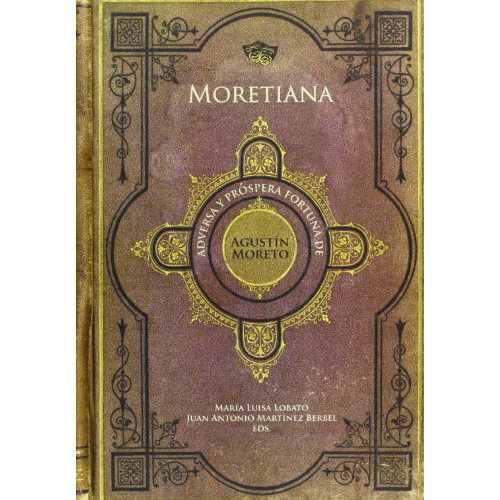 MORETIANA
ADVERSA Y PRÓSPERA FORTUNA DE
AGUSTÍN
MORETO
MARÍA LUISA LOBATO
JUAN ANTONIO MARTÍNEZ BERBEL
EDS.